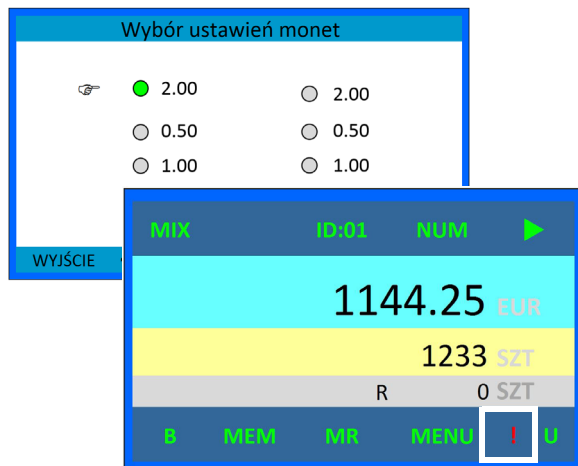 Wybór ustawień monet
2.00 2.00
0.50 0.50
1.00 1.00
WYJŚCIE
MIX ID:01 NUM
1144.25 EUR
1233 SZT
R 0 SZT
B MEM MR MENU ! U